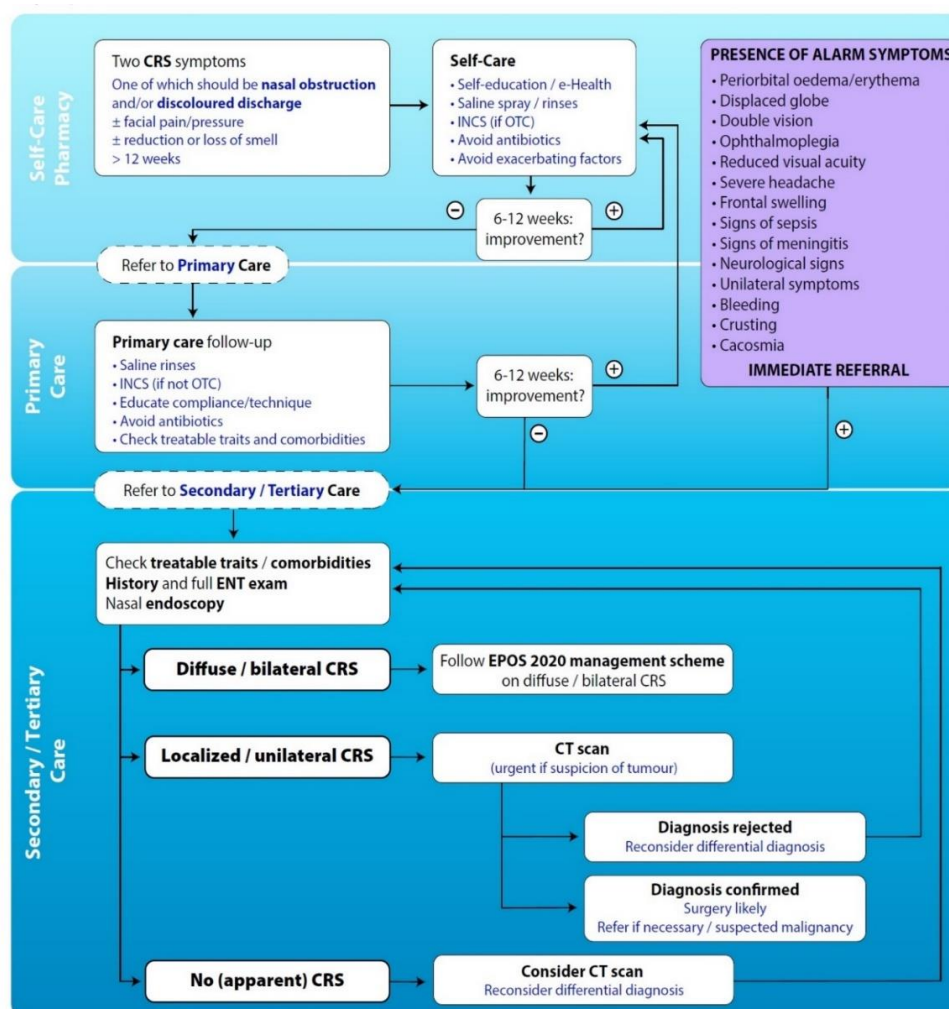 Self-Care
Pharmacy
Two CRS symptoms
One of which should be nasal obstruction
and/or discoloured discharge
± facial pain/pressure
± reduction or loss of smell
> 12 weeks
Self-Care
• Self-education / e-Health
• Saline spray / rinses
• INCS (if OTC)
• Avoid antibiotics
• Avoid exacerbating factors
PRESENCE OF ALARM SYMPTOMS
• Periorbital oedema/erythema
• Displaced globe
• Double vision
• Ophthalmoplegia
• Reduced visual acuity
• Severe headache
• Frontal swelling
• Signs of sepsis
• Signs of meningitis
• Neurological signs
• Unilateral symptoms
• Bleeding
• Crusting
• Cacosmia
IMMEDIATE REFERRAL
+
−
6-12 weeks:
improvement?
+
Refer to Primary Care
Primary
Care
Primary care follow-up
• Saline rinses
• INCS (if not OTC)
• Educate compliance/technique
• Avoid antibiotics
• Check treatable traits and comorbidities
6-12 weeks:
improvement?
+
−
Refer to Secondary / Tertiary Care
Secondary / Tertiary
Care
Check treatable traits / comorbidities
History and full ENT exam
Nasal endoscopy
Diffuse / bilateral CRS
Follow EPOS 2020 management scheme
on diffuse / bilateral CRS
Localized / unilateral CRS
CT scan
(urgent if suspicion of tumour)
Diagnosis rejected
Reconsider differential diagnosis
Diagnosis confirmed
Surgery likely
Refer if necessary / suspected malignancy
No (apparent) CRS
Consider CT scan
Reconsider differential diagnosis